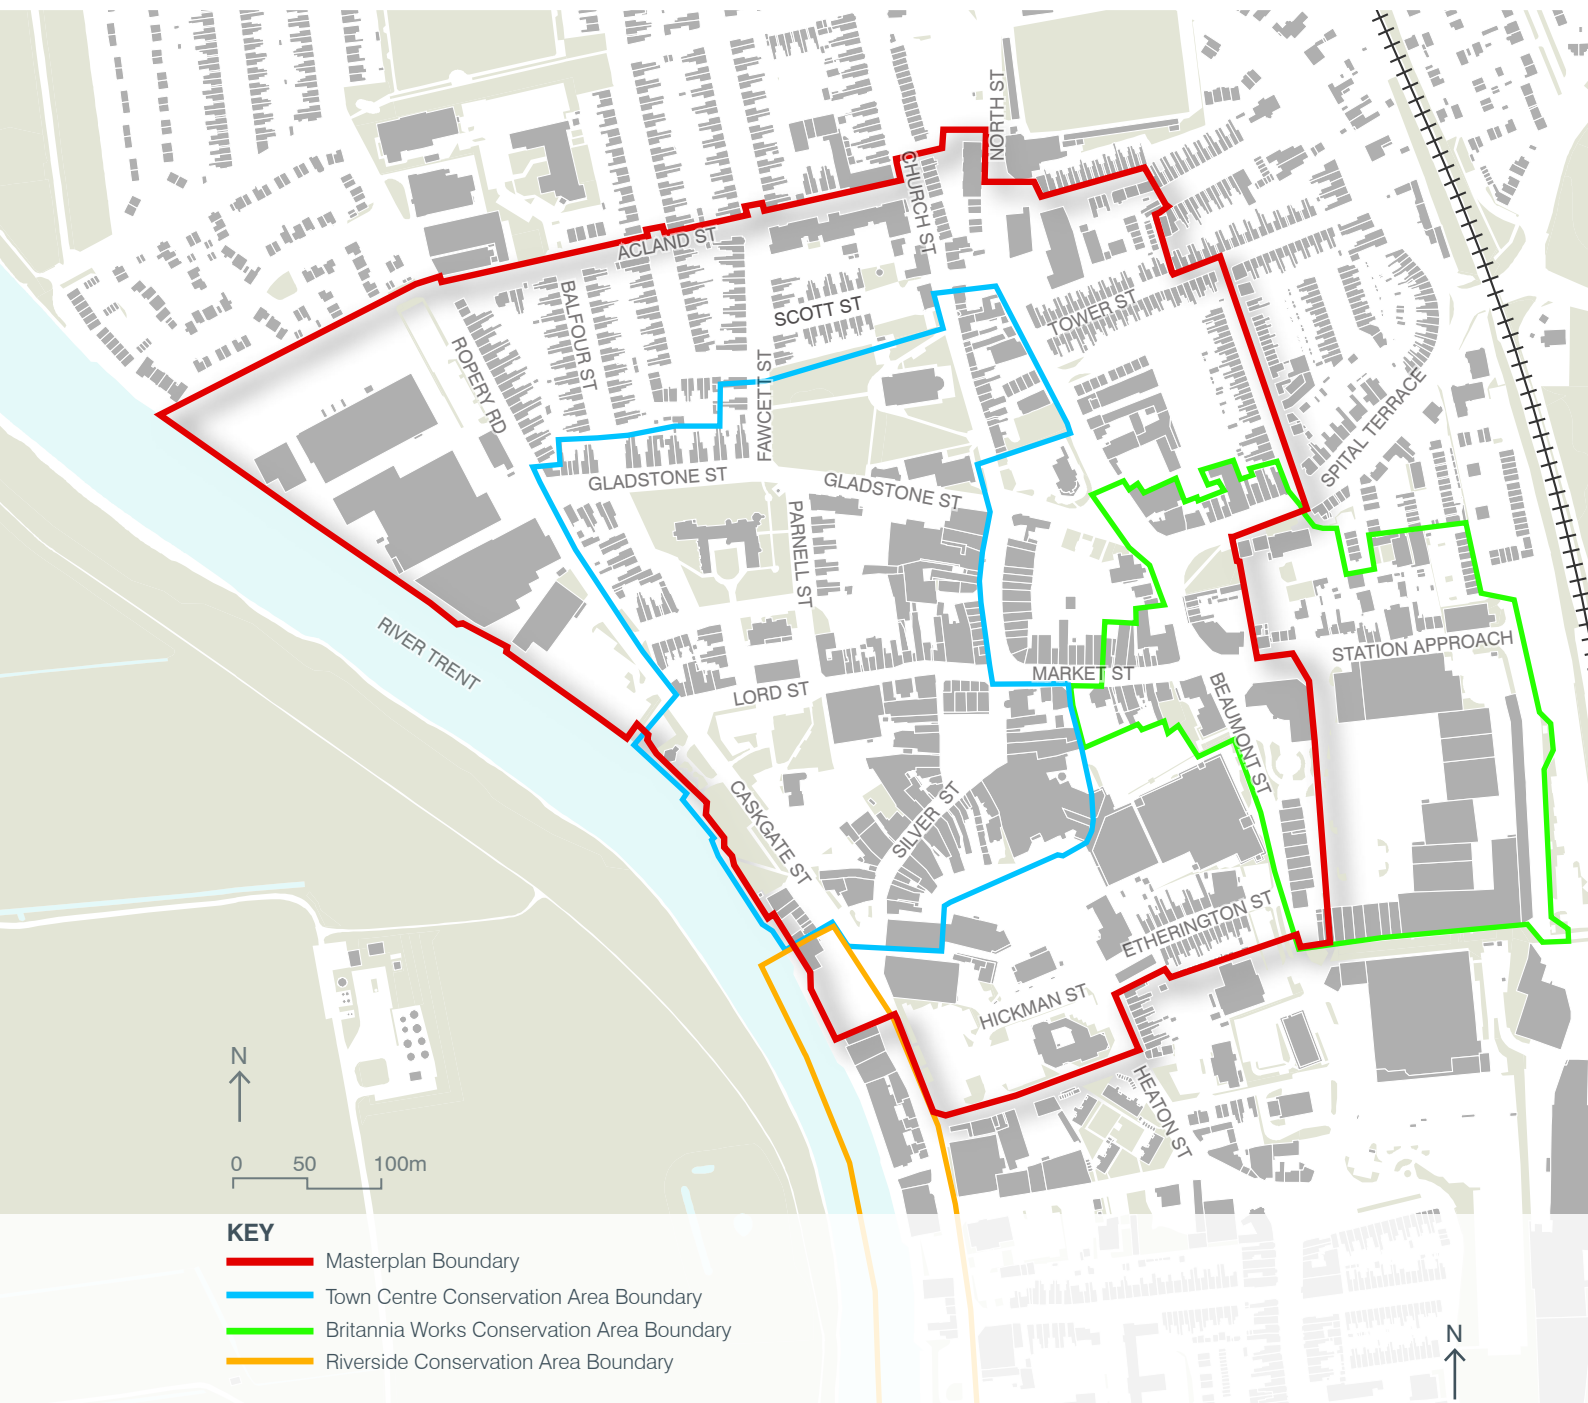 NORTH ST
CHURCH ST
ACLAND ST
BALFOUR ST
SCOTT ST
TOWER ST
ROPERY RD
FAWCETT ST
SPITAL TERRACE
GLADSTONE ST
GLADSTONE ST
PARNELL ST
RIVER TRENT
STATION APPROACH
MARKET ST
LORD ST
BEAUMONT ST
CASKGATE ST
SILVER ST
ETHERINGTON ST
HICKMAN ST
HEATON ST
N
0 50 100m
KEY
Masterplan Boundary
Town Centre Conservation Area Boundary
Britannia Works Conservation Area Boundary
Riverside Conservation Area Boundary
N